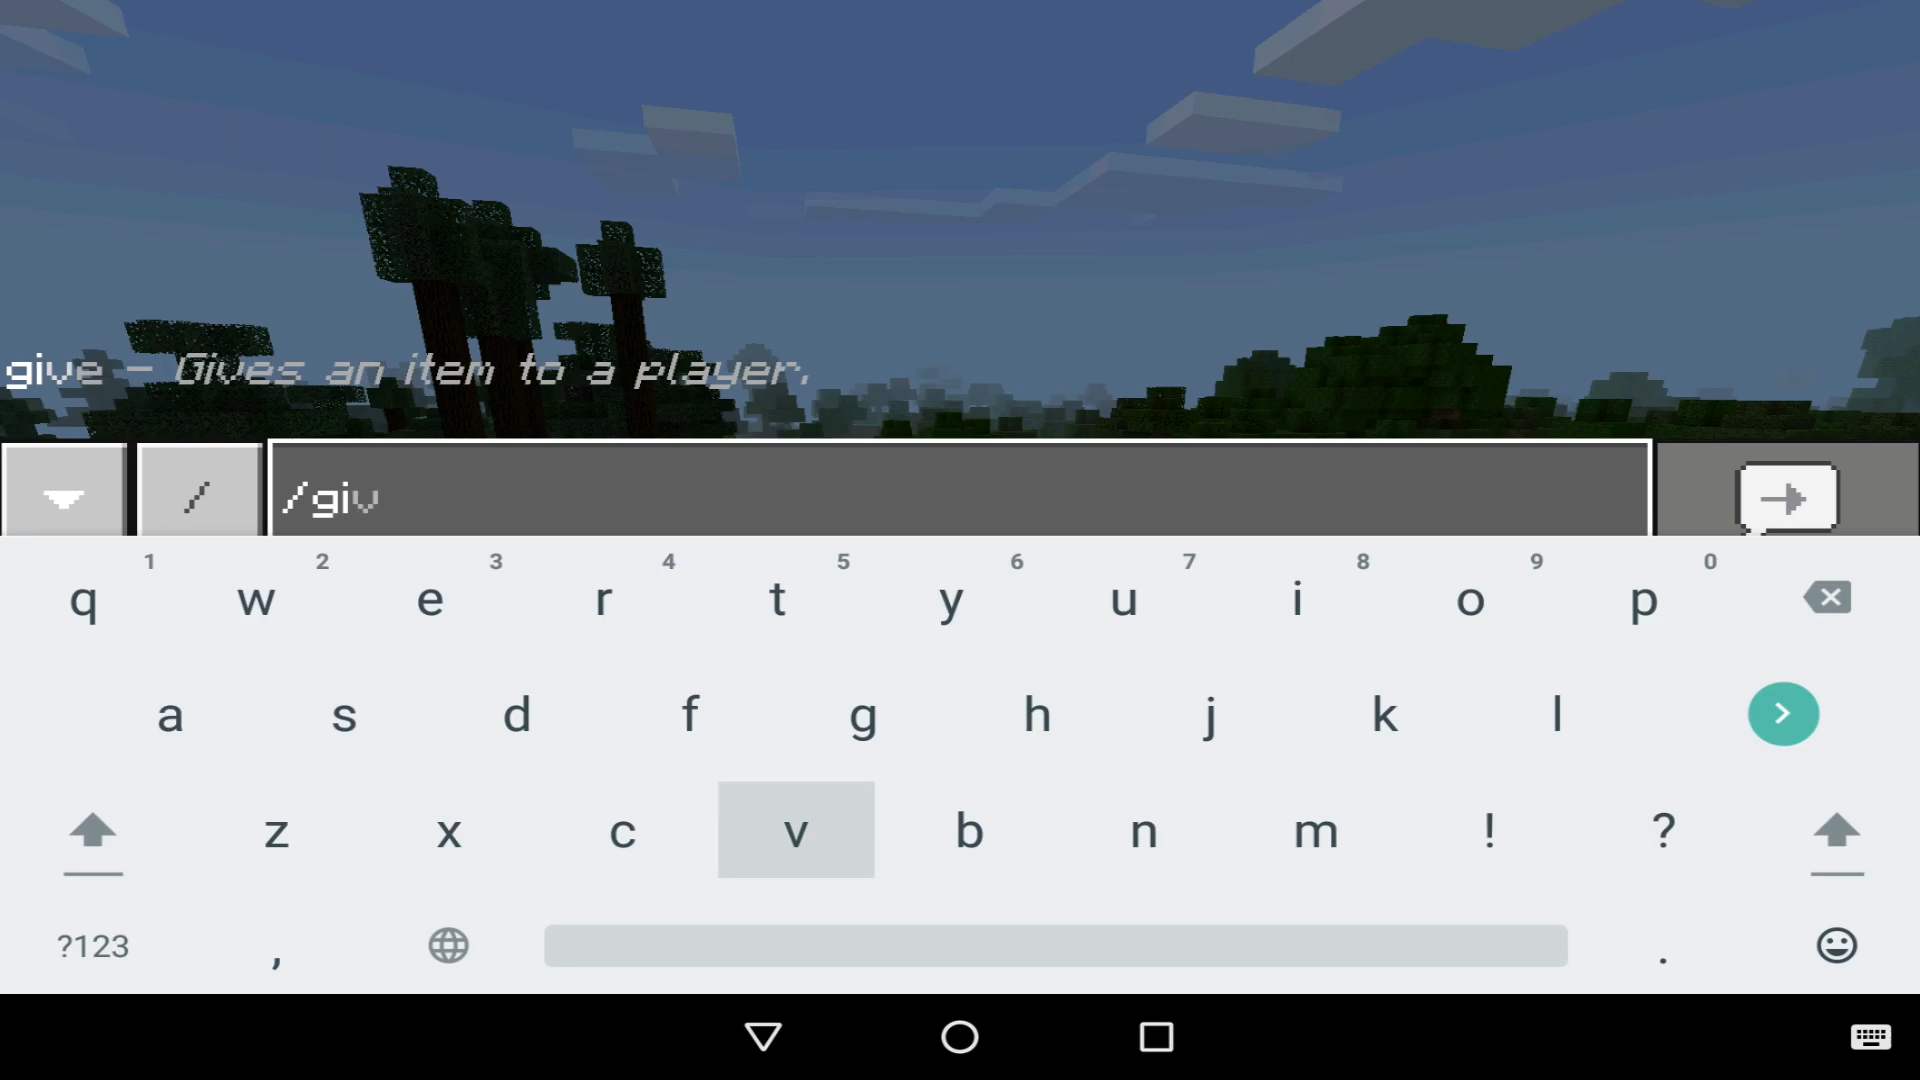 give - Gives an item to a player.
/ /giv
1 2 3 4 5 6 7 8 9 0
q w e r t y u i o p
a s d f g h j k l
z x c v b n m ! ?
?123 , .